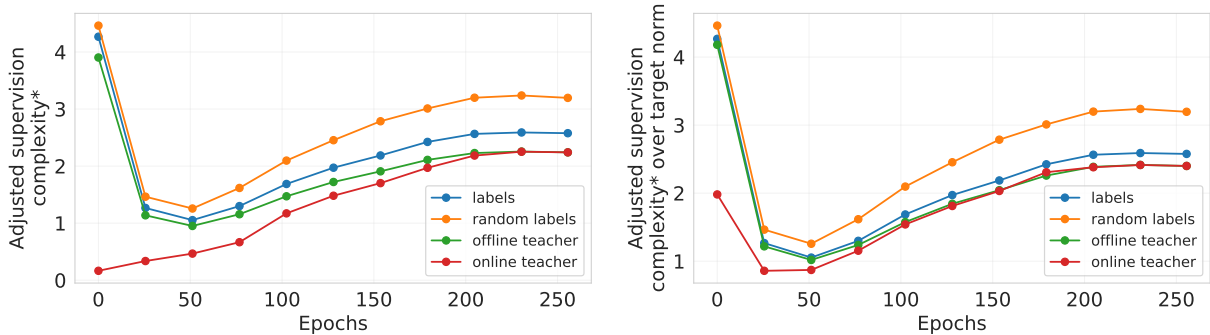 Adjusted supervision
complexity*
4
3
2
1
0
0 50 100 150 200 250
Epochs
labels
random labels
offline teacher
online teacher
Adjusted supervision
complexity* over target norm
4
3
2
1
0 50 100 150 200 250
Epochs
labels
random labels
offline teacher
online teacher